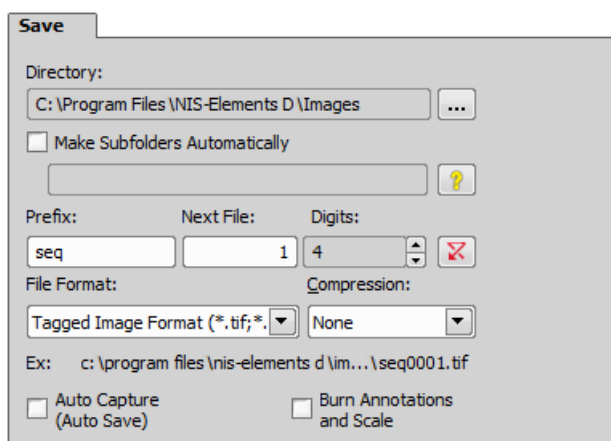 Save
Directory:
C:\Program Files\NIS-Elements D\Images
...
Make Subfolders Automatically
?
Prefix: Next File: Digits:
seq 1 4
File Format: Compression:
Tagged Image Format (*.tif;*. None
Ex: c:\program files\nis-elements d\im...\seq0001.tif
Auto Capture Burn Annotations
(Auto Save) and Scale